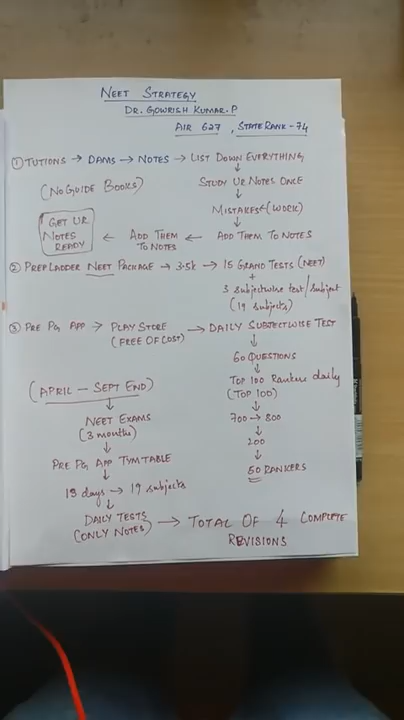 NEET STRATEGY
DR. GOWRISH KUMAR.P
AIR 627, STATE RANK-74
① TUTIONS → DAMS → NOTES → LIST DOWN EVERYTHING
↓
(NO GUIDE BOOKS) STUDY UR NOTES ONCE
↓
MISTAKES ← (WORK)
↓
GET UR NOTES READY ← ADD THEM TO NOTES ← ADD THEM TO NOTES
② PREPLADDER NEET PACKAGE → 3.5k → 15 GRAND TESTS (NEET)
+
3 subjectwise test/subject
(19 subjects)
③ PRE PG APP → PLAY STORE → DAILY SUBJECTWISE TEST
(FREE OF COST)
↓
60 QUESTIONS
↓
TOP 100 Rankers daily
(TOP 100)
↓
700 → 800
↓
200
↓
50 RANKERS
(APRIL - SEPT END)
↓
NEET EXAMS
(3 months)
↓
PRE PG APP TYMTABLE
↓
19 days → 19 subjects
↓
DAILY TESTS → TOTAL OF 4 COMPLETE
(ONLY NOTES) REVISIONS